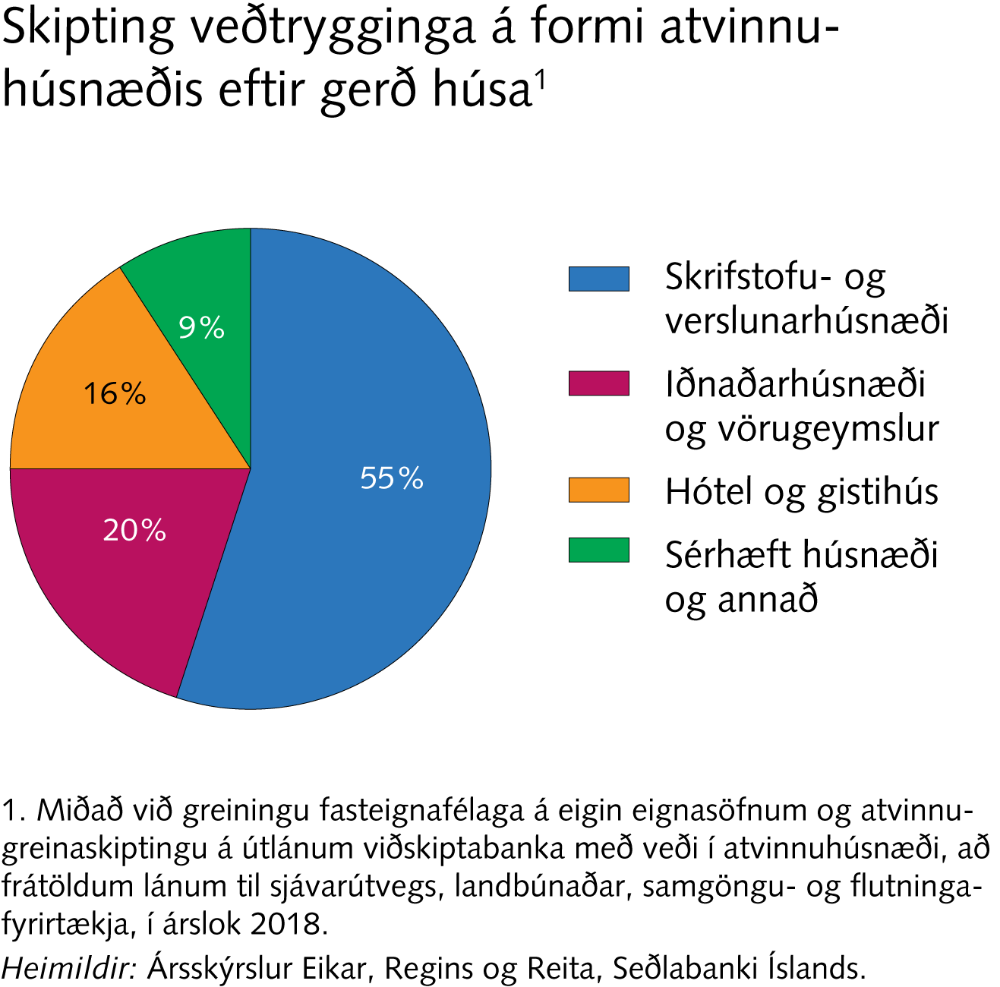 Skipting veðtrygginga á formi atvinnu-
húsnæðis eftir gerð húsa¹
9%
16%
55%
20%
Skrifstofu- og
verslunarhúsnæði
Iðnaðarhúsnæði
og vörugeymslur
Hótel og gistihús
Sérhæft húsnæði
og annað
1. Miðað við greiningu fasteignafélaga á eigin eignasöfnum og atvinnu-
greinaskiptingu á útlánum viðskiptabanka með veði í atvinnuhúsnæði, að
frátöldum lánum til sjávarútvegs, landbúnaðar, samgöngu- og flutninga-
fyrirtækja, í árslok 2018.
Heimildir: Ársskýrslur Eikar, Regins og Reita, Seðlabanki Íslands.